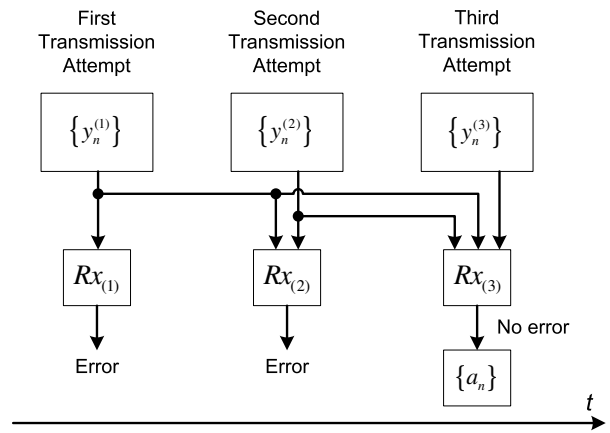 First
Transmission
Attempt
Second
Transmission
Attempt
Third
Transmission
Attempt
{y_n^(1)}
{y_n^(2)}
{y_n^(3)}
Rx_(1)
Rx_(2)
Rx_(3)
No error
Error
Error
{a_n}
t